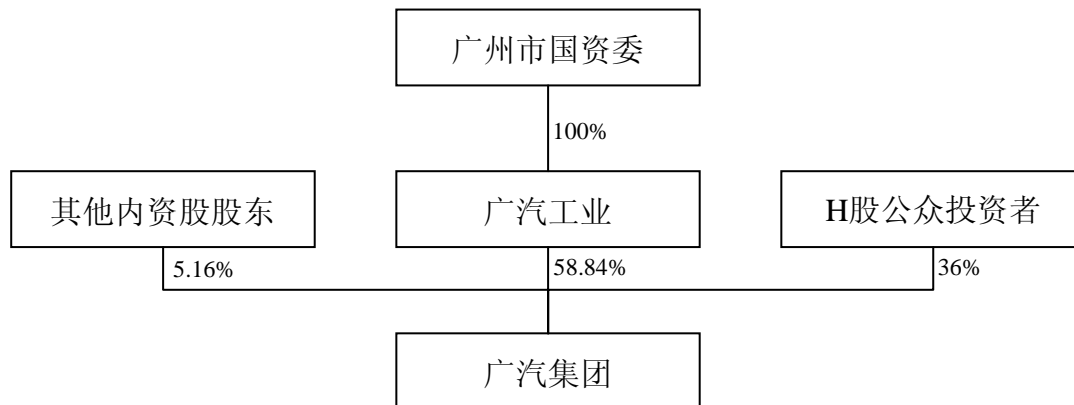 广州市国资委
100%
其他内资股股东
广汽工业
H股公众投资者
5.16%
58.84%
36%
广汽集团